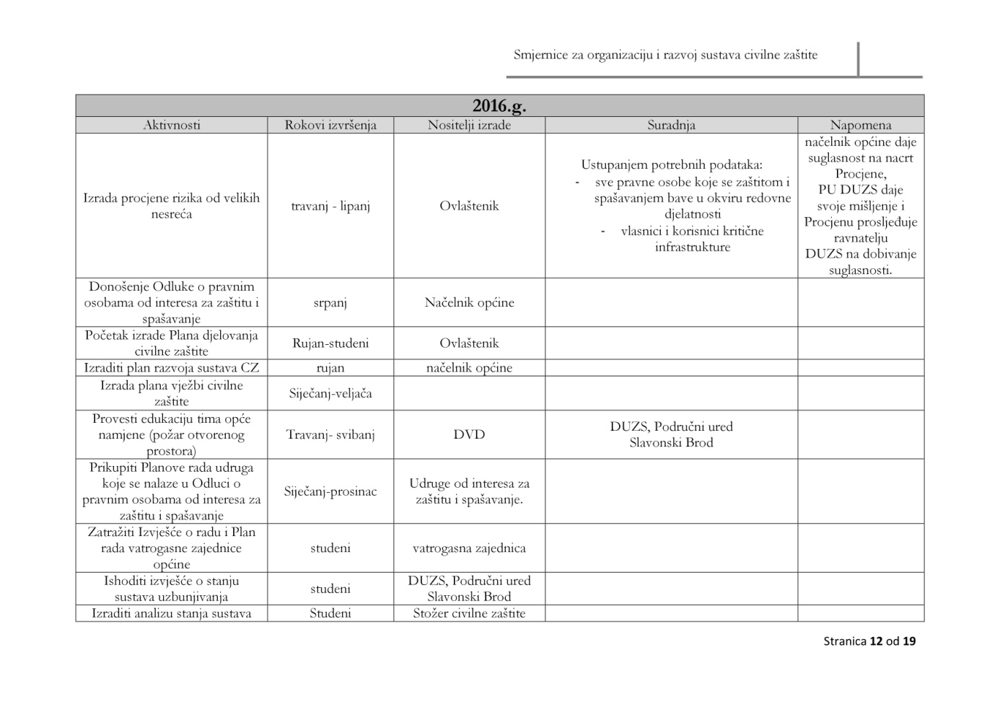 Smjernice za organizaciju i razvoj sustava civilne zaštite
2016.g.
Aktivnosti
Rokovi izvršenja
Nositelji izrade
Suradnja
Napomena
Izrada procjene rizika od velikih
nesreća
travanj - lipanj
Ovlaštenik
Ustupanjem potrebnih podataka:
- sve pravne osobe koje se zaštitom i
spašavanjem bave u okviru redovne
djelatnosti
- vlasnici i korisnici kritične
infrastrukture
načelnik općine daje
suglasnost na nacrt
Procjene,
PU DUZS daje
svoje mišljenje i
Procjenu prosljeđuje
ravnatelju
DUZS na dobivanje
suglasnosti.
Donošenje Odluke o pravnim
osobama od interesa za zaštitu i
spašavanje
srpanj
Načelnik općine
Početak izrade Plana djelovanja
civilne zaštite
Rujan-studeni
Ovlaštenik
Izraditi plan razvoja sustava CZ
rujan
načelnik općine
Izrada plana vježbi civilne
zaštite
Siječanj-veljača
Provesti edukaciju tima opće
namjene (požar otvorenog
prostora)
Travanj- svibanj
DVD
DUZS, Područni ured
Slavonski Brod
Prikupiti Planove rada udruga
koje se nalaze u Odluci o
pravnim osobama od interesa za
zaštitu i spašavanje
Siječanj-prosinac
Udruge od interesa za
zaštitu i spašavanje.
Zatražiti Izvješće o radu i Plan
rada vatrogasne zajednice
općine
studeni
vatrogasna zajednica
Ishoditi izvješće o stanju
sustava uzbunjivanja
studeni
DUZS, Područni ured
Slavonski Brod
Izraditi analizu stanja sustava
Studeni
Stožer civilne zaštite
Stranica 12 od 19